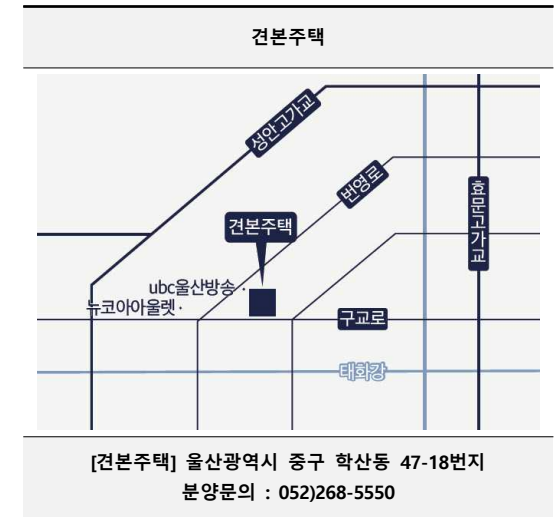 견본주택
성안고가교
번영로
효문고가교
견본주택
ubc울산방송 ·
뉴코아아울렛 ·
구교로
태화강
[견본주택] 울산광역시 중구 학산동 47-18번지
분양문의 : 052)268-5550